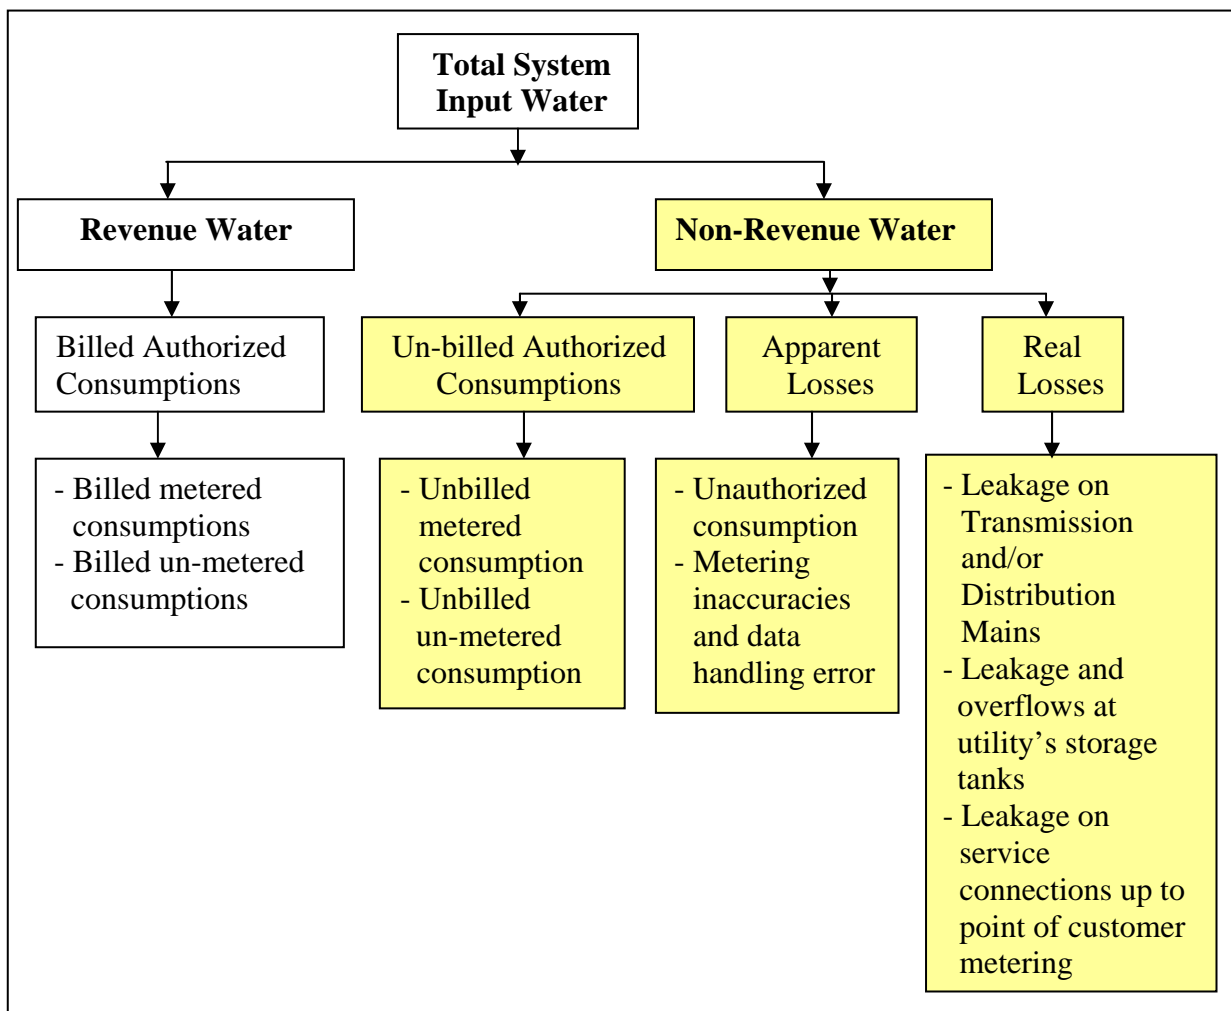 Total System
Input Water
Revenue Water
Non-Revenue Water
Billed Authorized
Consumptions
Un-billed Authorized
Consumptions
Apparent
Losses
Real
Losses
- Billed metered
consumptions
- Billed un-metered
consumptions
- Unbilled
metered
consumption
- Unbilled
un-metered
consumption
- Unauthorized
consumption
- Metering
inaccuracies
and data
handling error
- Leakage on
Transmission
and/or
Distribution
Mains
- Leakage and
overflows at
utility’s storage
tanks
- Leakage on
service
connections up to
point of customer
metering